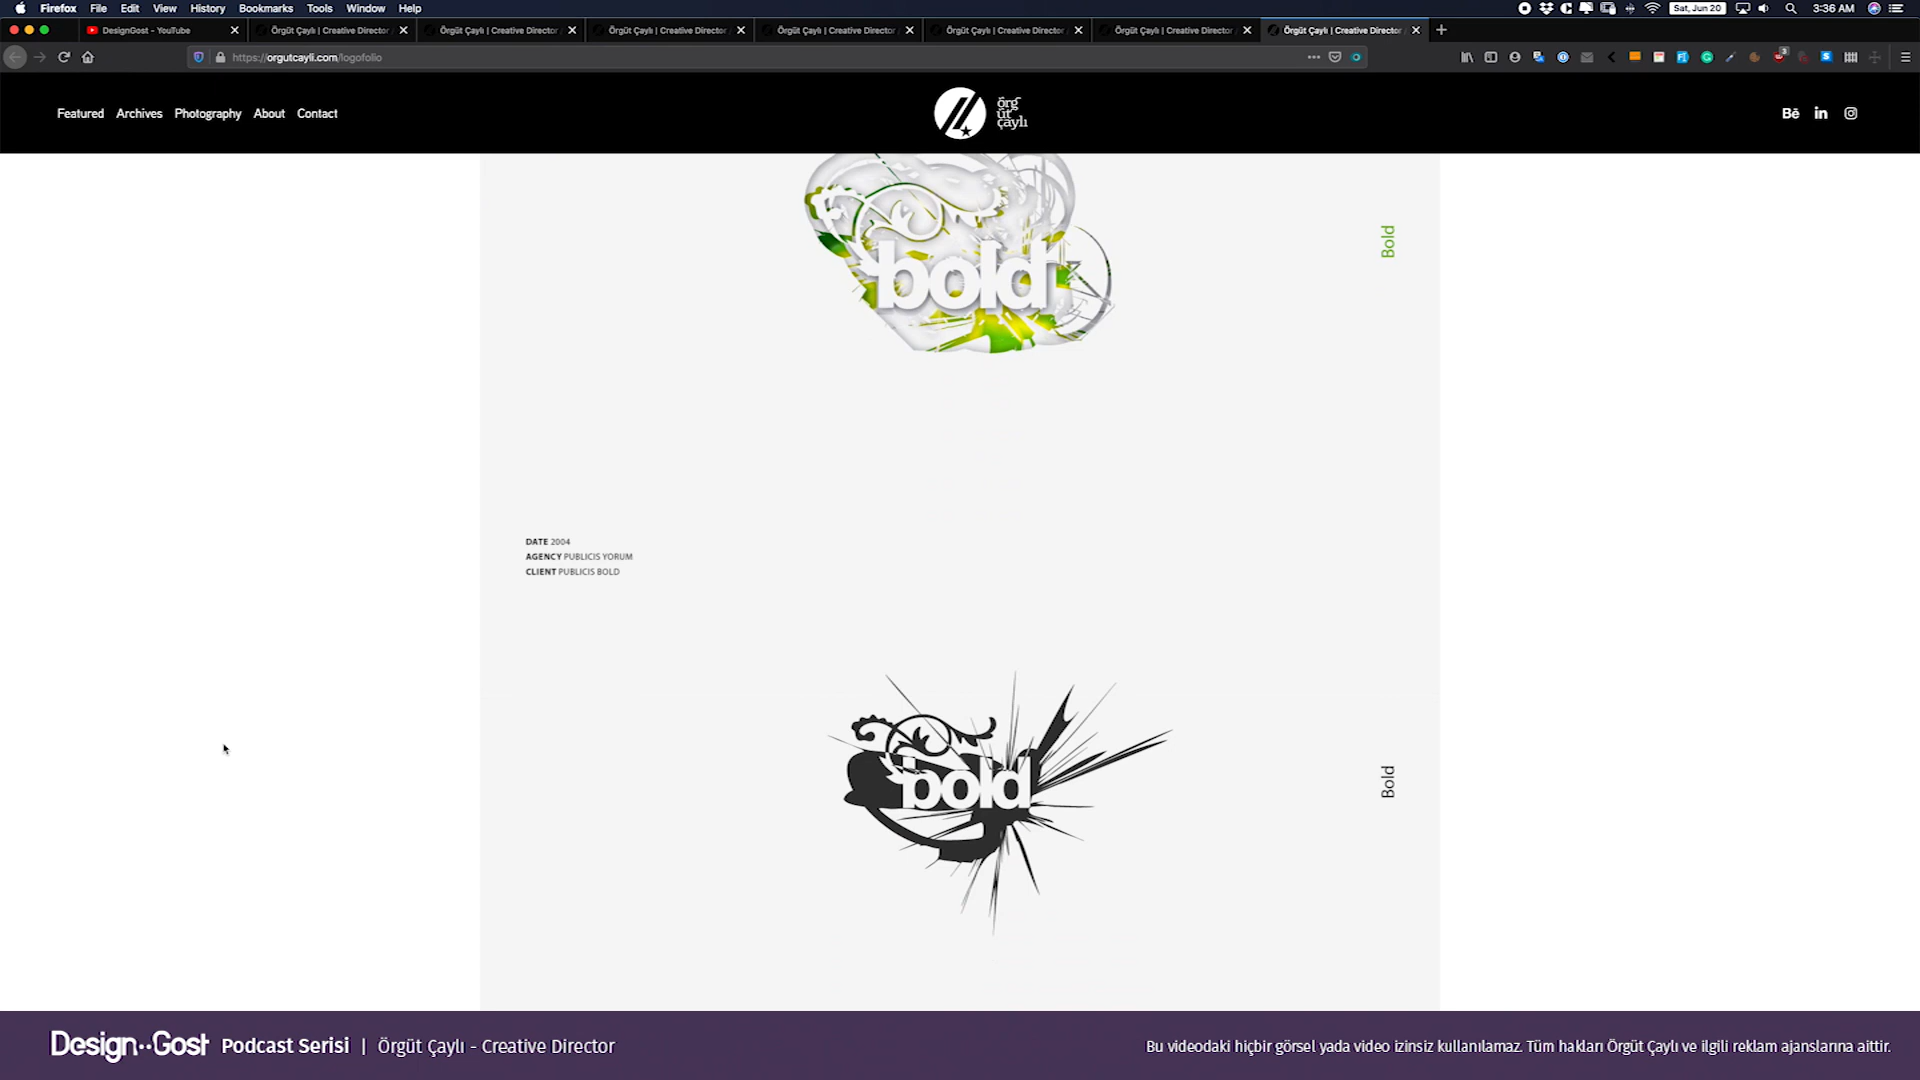 Firefox File Edit View History Bookmarks Tools Window Help
Sat, Jun 20
3:36 AM
DesignGost - YouTube
Örgüt Çaylı | Creative Director
Örgüt Çaylı | Creative Director
Örgüt Çaylı | Creative Director
Örgüt Çaylı | Creative Director
Örgüt Çaylı | Creative Director
Örgüt Çaylı | Creative Director
Örgüt Çaylı | Creative Director
https://orgutcayli.com/logofolio
3
Featured Archives Photography About Contact
örg
üt
çaylı
Bē in
bold
Bold
DATE 2004
AGENCY PUBLICIS YORUM
CLIENT PUBLICIS BOLD
bold
Bold
Design··Gost Podcast Serisi | Örgüt Çaylı - Creative Director
Bu videodaki hiçbir görsel yada video izinsiz kullanılamaz. Tüm hakları Örgüt Çaylı ve ilgili reklam ajanslarına aittir.